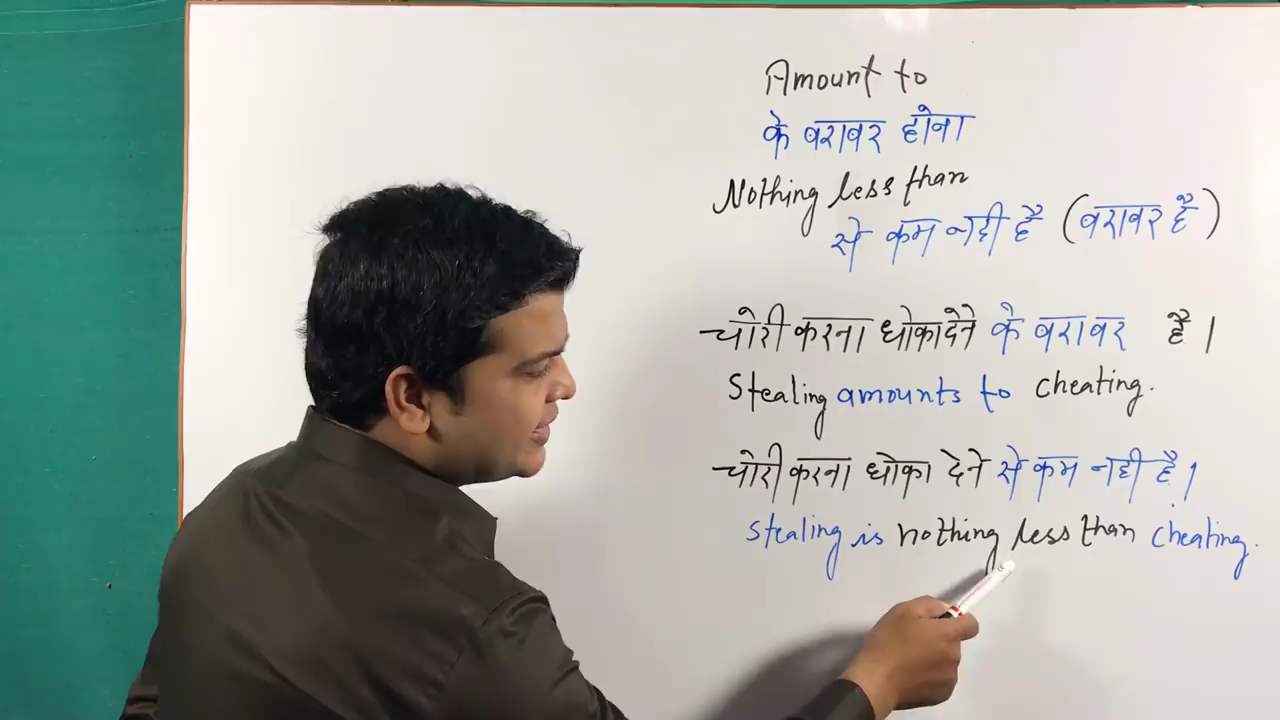 Amount to
के बराबर होना
Nothing less than
से कम नही है (बराबर है)
चोरी करना धोका देने के बराबर है।
Stealing amounts to cheating.
चोरी करना धोका देने से कम नही है।
Stealing is nothing less than cheating.